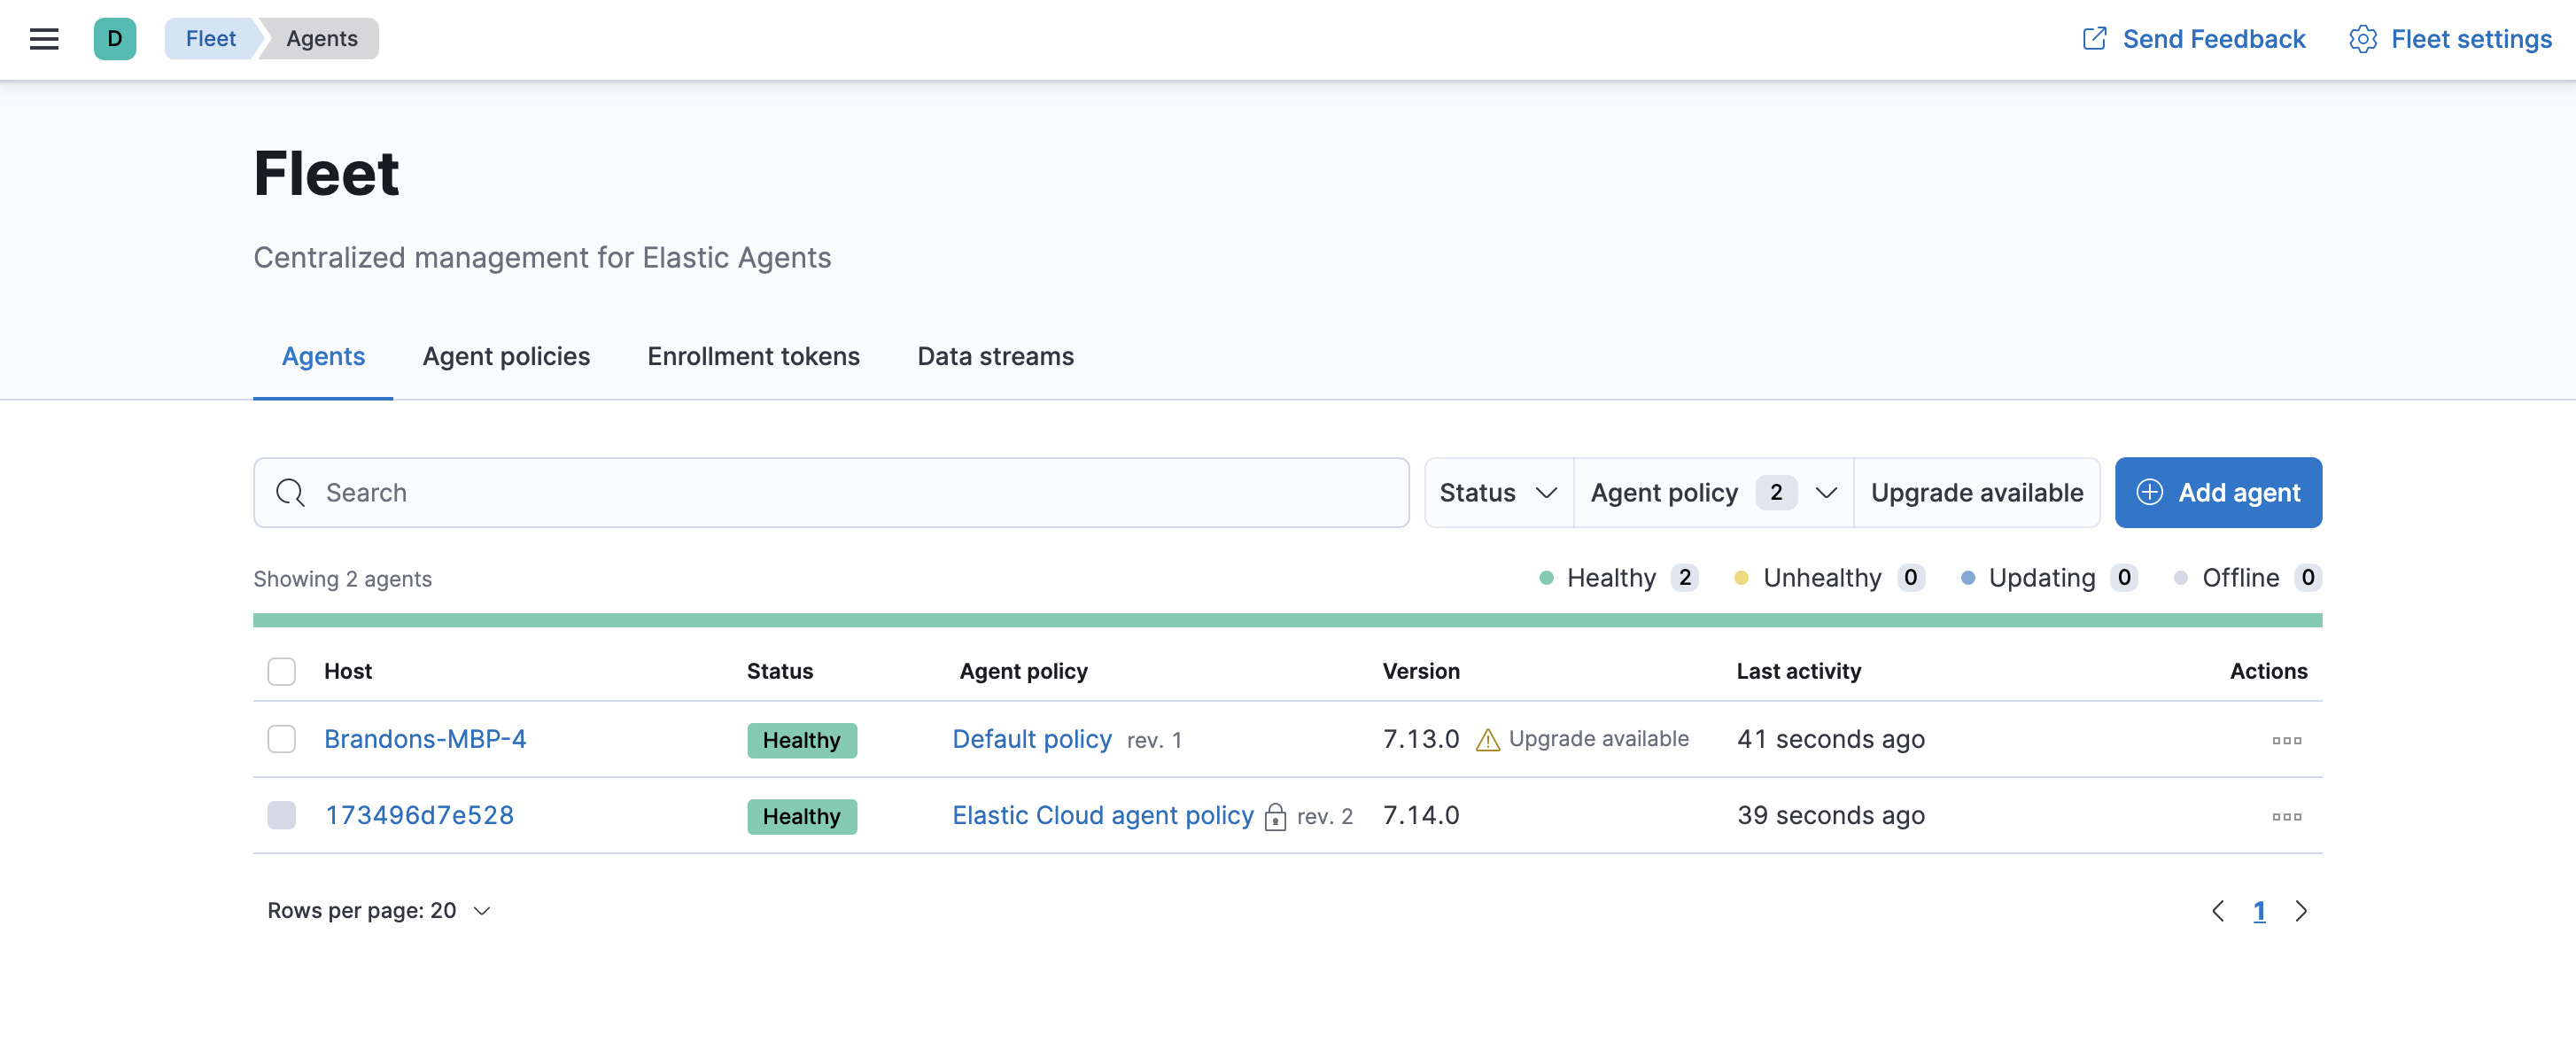 D Fleet Agents Send Feedback Fleet settings
Fleet
Centralized management for Elastic Agents
Agents Agent policies Enrollment tokens Data streams
Search Status Agent policy 2 Upgrade available Add agent
Showing 2 agents Healthy 2 Unhealthy 0 Updating 0 Offline 0
Host Status Agent policy Version Last activity Actions
Brandons-MBP-4 Healthy Default policy rev. 1 7.13.0 Upgrade available 41 seconds ago
173496d7e528 Healthy Elastic Cloud agent policy rev. 2 7.14.0 39 seconds ago
Rows per page: 20 1